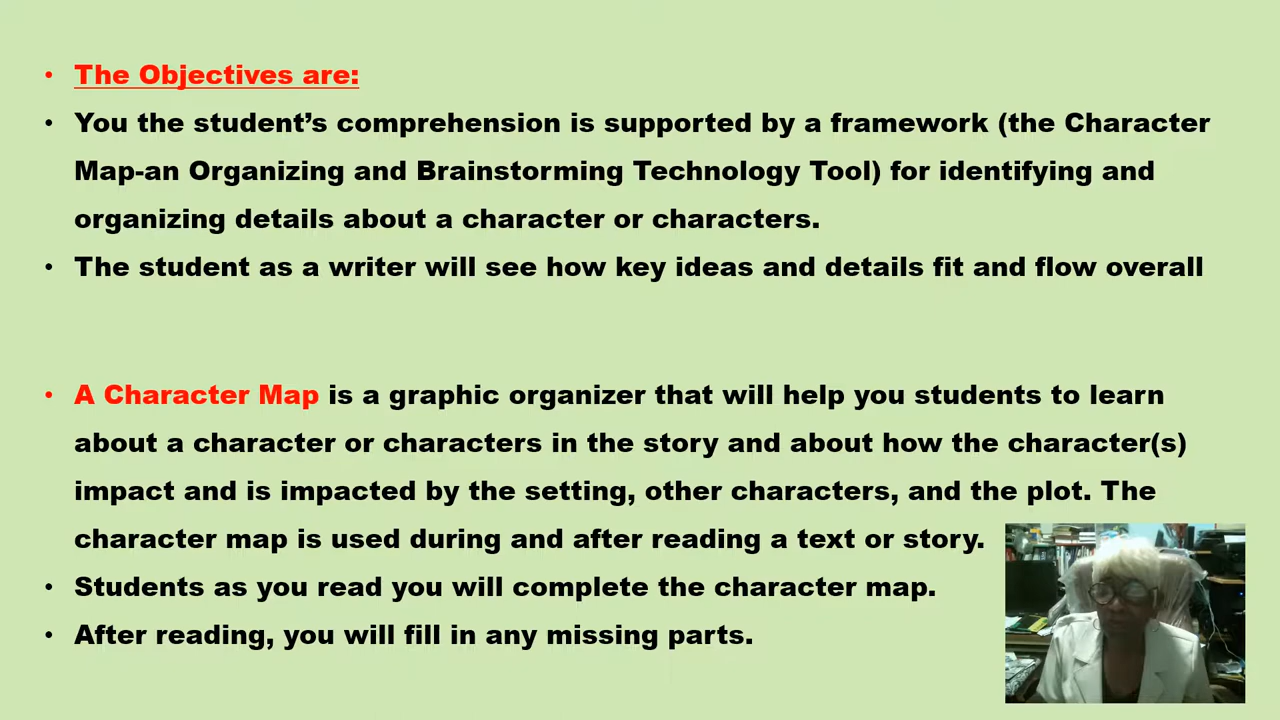 • The Objectives are:
• You the student’s comprehension is supported by a framework (the Character
Map-an Organizing and Brainstorming Technology Tool) for identifying and
organizing details about a character or characters.
• The student as a writer will see how key ideas and details fit and flow overall
• A Character Map is a graphic organizer that will help you students to learn
about a character or characters in the story and about how the character(s)
impact and is impacted by the setting, other characters, and the plot. The
character map is used during and after reading a text or story.
• Students as you read you will complete the character map.
• After reading, you will fill in any missing parts.